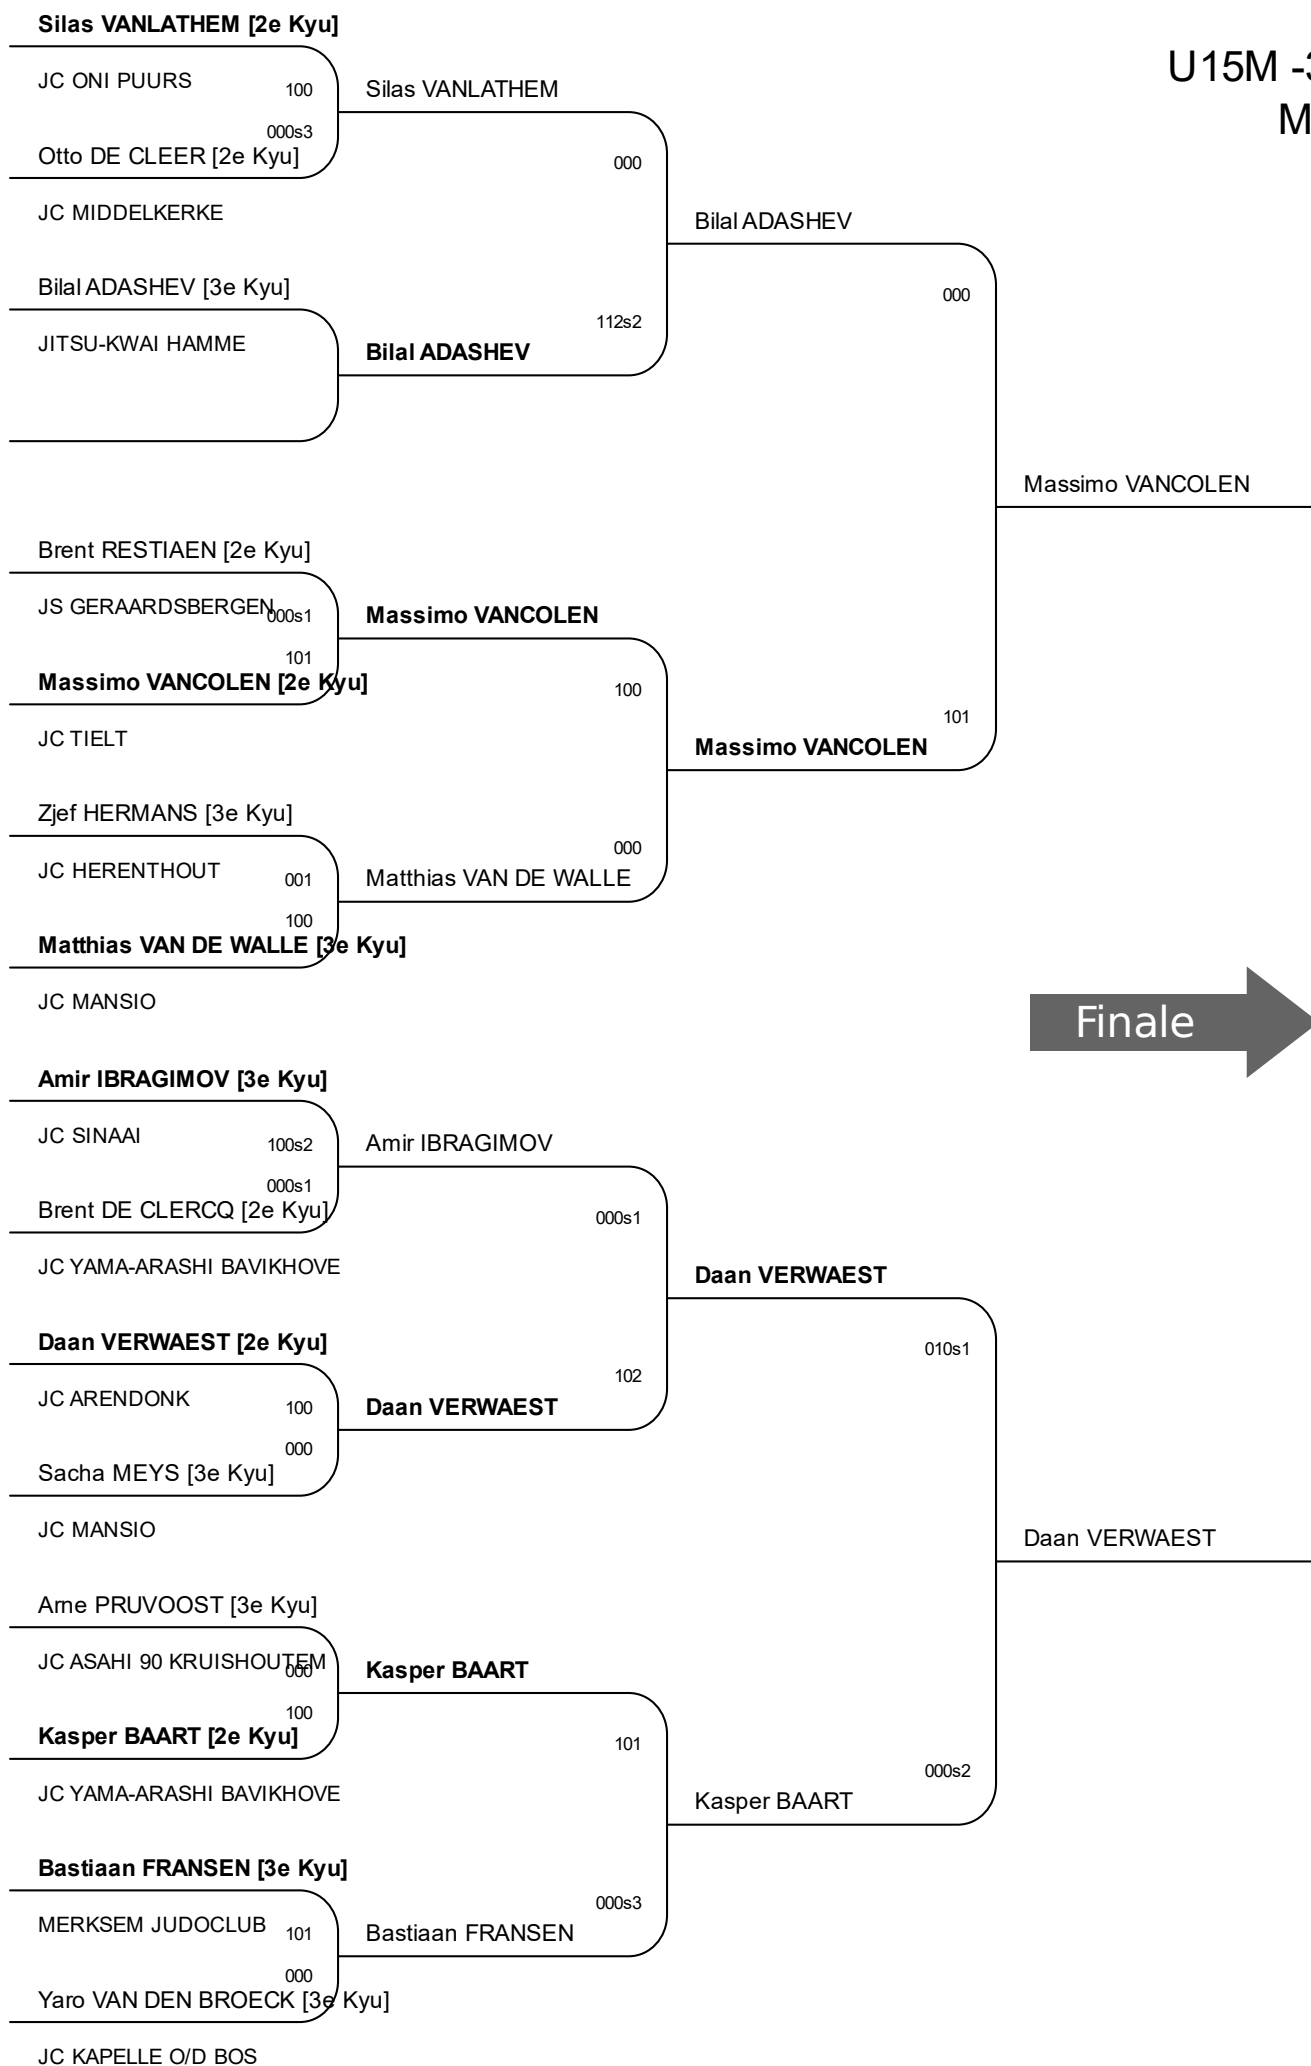 Silas VANLATHEM [2e Kyu]
U15M -3
M
JC ONI PUURS
100
Silas VANLATHEM
000s3
Otto DE CLEER [2e Kyu]
000
JC MIDDELKERKE
Bilal ADASHEV
Bilal ADASHEV [3e Kyu]
000
JITSU-KWAI HAMME
112s2
Bilal ADASHEV
Massimo VANCOLEN
Brent RESTIAEN [2e Kyu]
JS GERAARDSBERGEN
000s1
Massimo VANCOLEN
101
Massimo VANCOLEN [2e Kyu]
100
JC TIELT
101
Massimo VANCOLEN
Zjef HERMANS [3e Kyu]
000
JC HERENTHOUT
001
Matthias VAN DE WALLE
100
Matthias VAN DE WALLE [3e Kyu]
JC MANSIO
Finale
Amir IBRAGIMOV [3e Kyu]
JC SINAAI
100s2
Amir IBRAGIMOV
000s1
Brent DE CLERCQ [2e Kyu]
000s1
JC YAMA-ARASHI BAVIKHOVE
Daan VERWAEST
Daan VERWAEST [2e Kyu]
010s1
102
JC ARENDONK
100
Daan VERWAEST
000
Sacha MEYS [3e Kyu]
JC MANSIO
Daan VERWAEST
Arne PRUVOOST [3e Kyu]
JC ASAHI 90 KRUISHOUTEM
000
Kasper BAART
100
Kasper BAART [2e Kyu]
101
000s2
JC YAMA-ARASHI BAVIKHOVE
Kasper BAART
Bastiaan FRANSEN [3e Kyu]
000s3
MERKSEM JUDOCLUB
101
Bastiaan FRANSEN
000
Yaro VAN DEN BROECK [3e Kyu]
JC KAPELLE O/D BOS